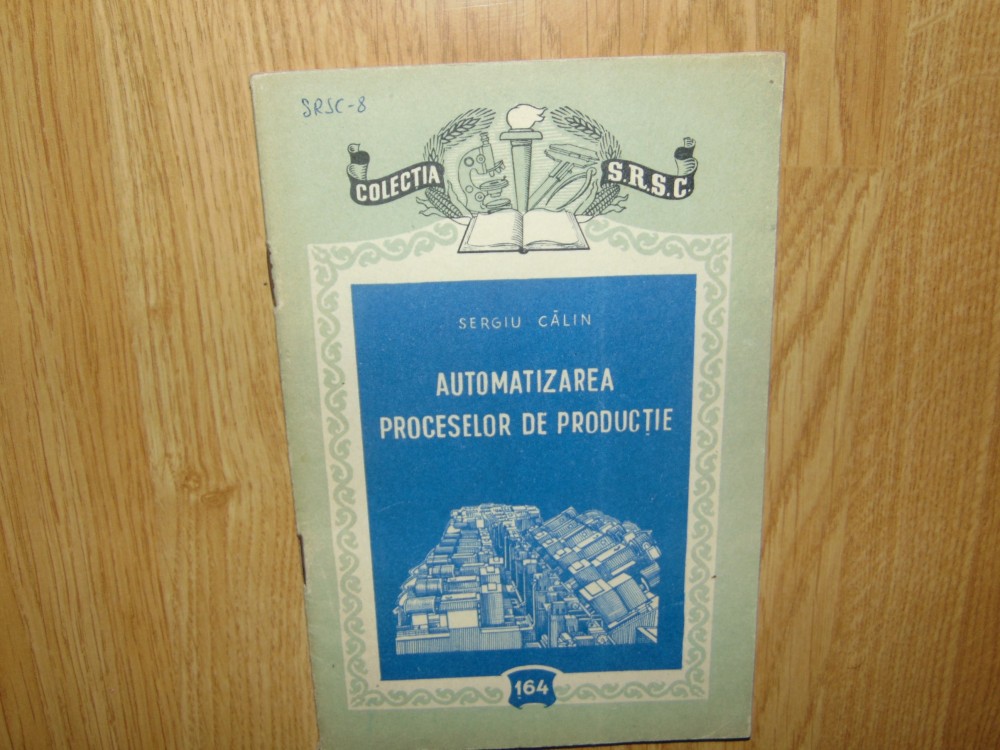 SRSC-8
COLECTIA S.R.S.C.
SERGIU CĂLIN
AUTOMATIZAREA
PROCESELOR DE PRODUCȚIE
164